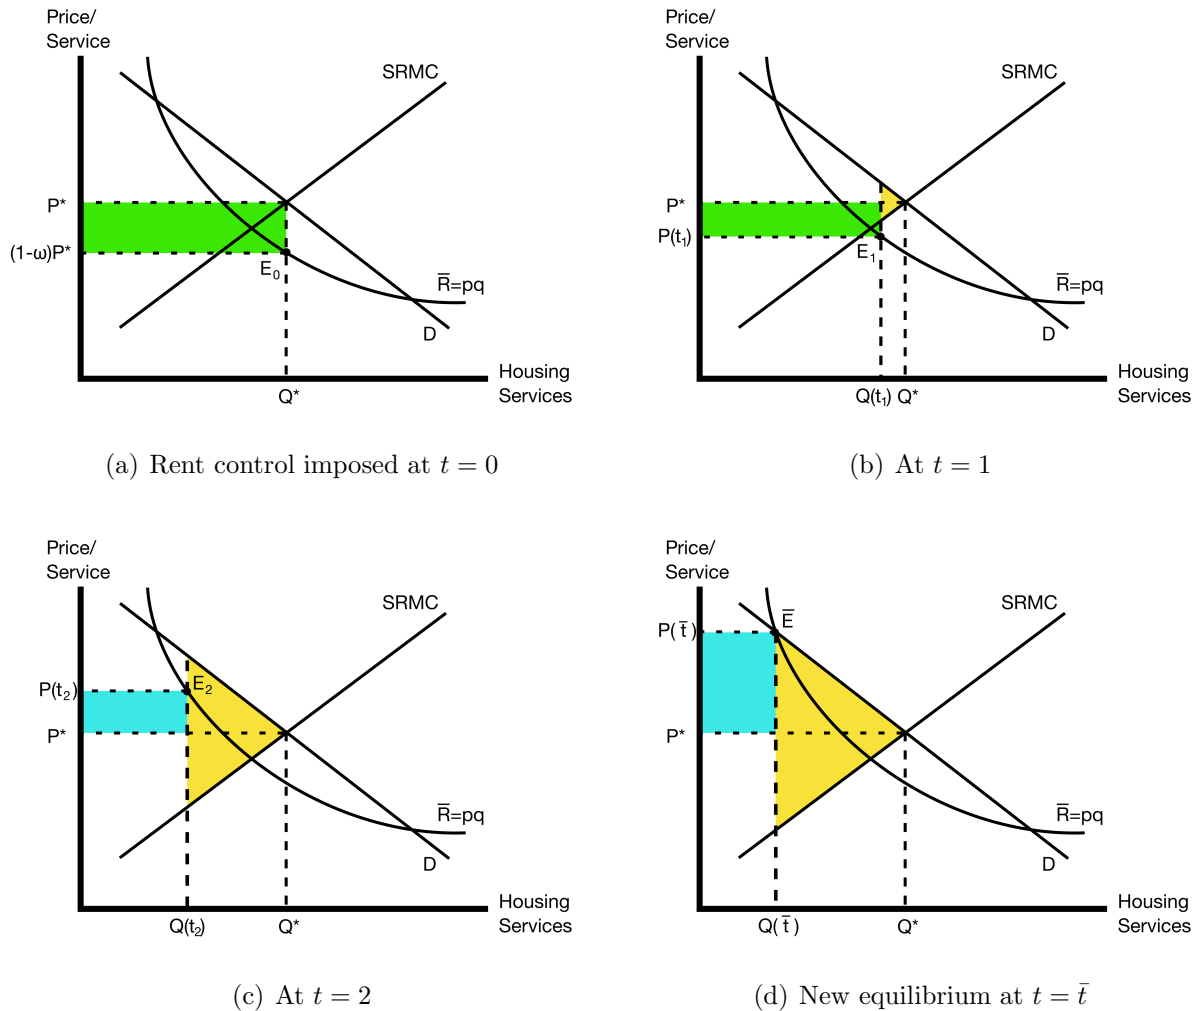 Price/
Service
SRMC
P*
(1-ω)P*
E̅₀
R̅=pq
D
Housing
Services
Q*
(a) Rent control imposed at t = 0
Price/
Service
SRMC
P*
P(t₁)
E₁
R̅=pq
D
Housing
Services
Q(t₁) Q*
(b) At t = 1
Price/
Service
SRMC
P(t₂)
E₂
P*
R̅=pq
D
Housing
Services
Q(t₂) Q*
(c) At t = 2
Price/
Service
SRMC
P(t̅)
E̅
P*
R̅=pq
D
Housing
Services
Q(t̅) Q*
(d) New equilibrium at t = t̄